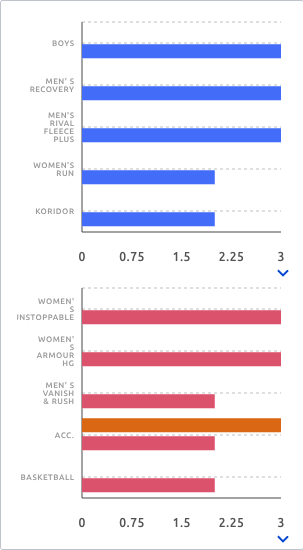 BOYS
MEN' S
RECOVERY
MEN'S
RIVAL
FLEECE
PLUS
WOMEN'S
RUN
KORIDOR
0 0.75 1.5 2.25 3
WOMEN'
S
INSTOPPABLE
WOMEN'
S
ARMOUR
HG
MEN' S
VANISH
& RUSH
ACC.
BASKETBALL
0 0.75 1.5 2.25 3